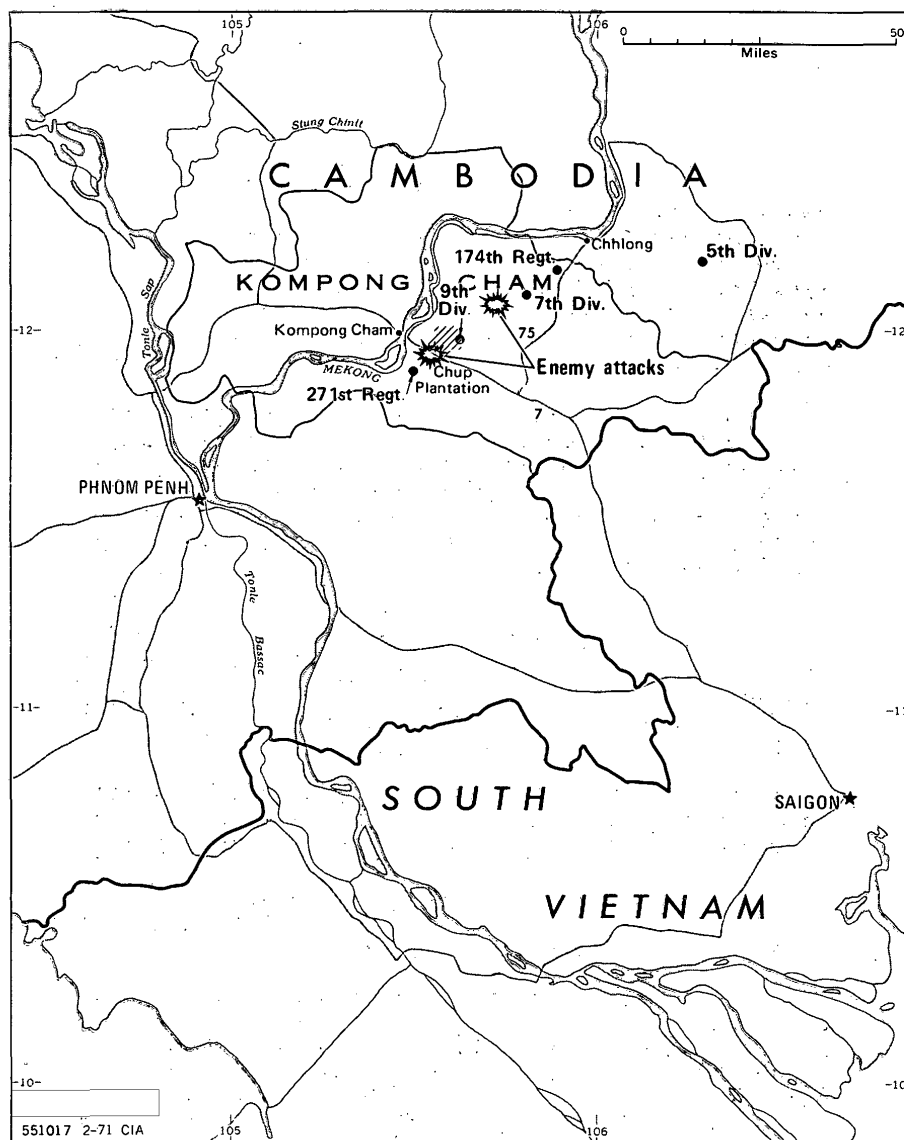 105
106
0 50
Miles
Stung Chinit
CAMBODIA
Chhlong
174th Regt.
5th Div.
KOMPONG CHAM
9th
Div.
7th Div.
Tonle Sap
-12-
-12
Kompong Cham
75
MEKONG
Chup
Plantation
Enemy attacks
271st Regt.
7
PHNOM PENH
Tonle
Bassac
-11-
-11
SOUTH
SAIGON
VIETNAM
-10-
-10
551017 2-71 CIA
105
106